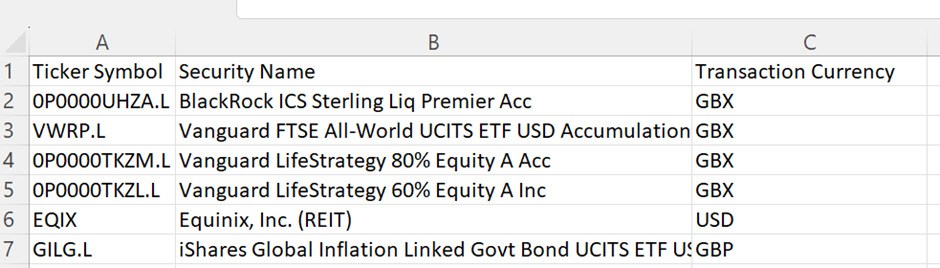 A B C
1 Ticker Symbol Security Name Transaction Currency
2 0P0000UHZA.L BlackRock ICS Sterling Liq Premier Acc GBX
3 VWRP.L Vanguard FTSE All-World UCITS ETF USD Accumulation GBX
4 0P0000TKZM.L Vanguard LifeStrategy 80% Equity A Acc GBX
5 0P0000TKZL.L Vanguard LifeStrategy 60% Equity A Inc GBX
6 EQIX Equinix, Inc. (REIT) USD
7 GILG.L iShares Global Inflation Linked Govt Bond UCITS ETF US GBP